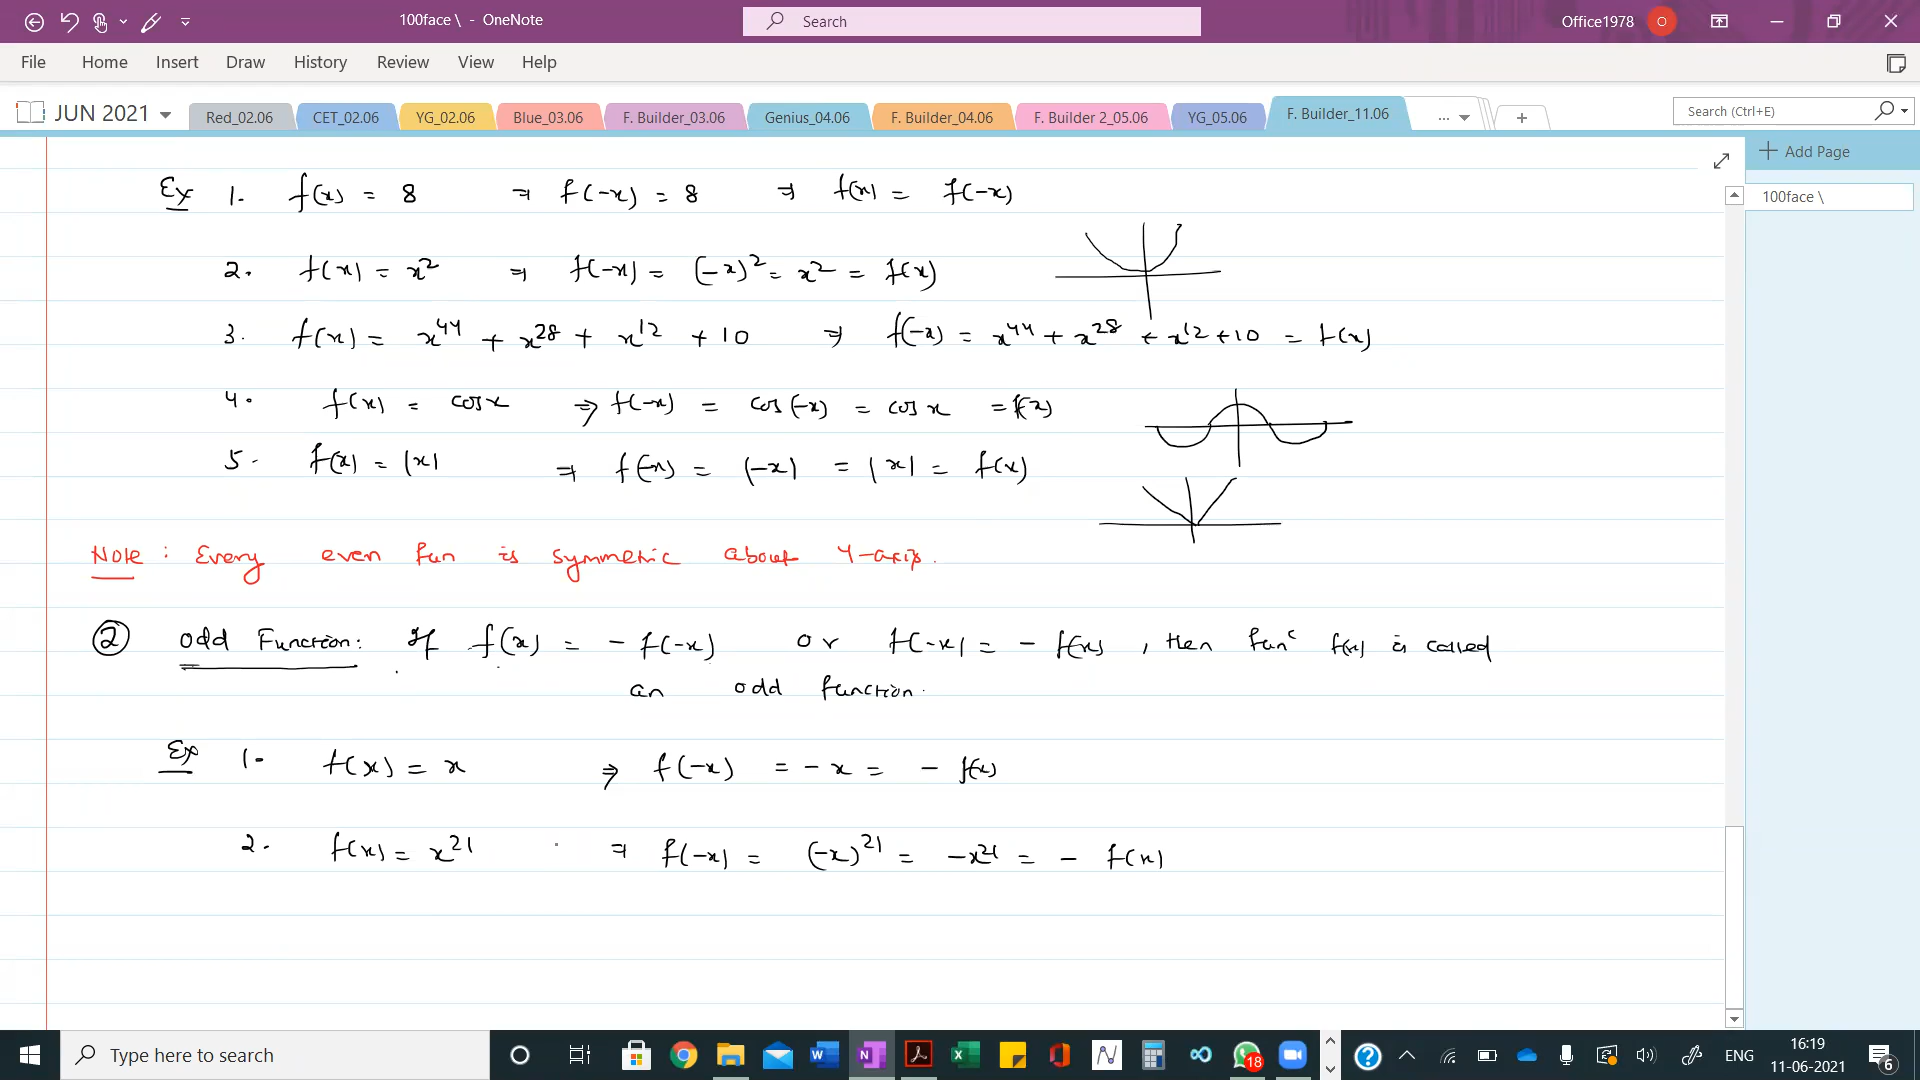 100face \ - OneNote
Search
Office1978
O
File Home Insert Draw History Review View Help
JUN 2021
Red_02.06 CET_02.06 YG_02.06 Blue_03.06 F. Builder_03.06 Genius_04.06 F. Builder_04.06 F. Builder 2_05.06 YG_05.06 F. Builder_11.06 ... +
Search (Ctrl+E)
+ Add Page
100face \
Ex 1. f(x) = 8 ⇒ f(-x) = 8 ⇒ f(x) = f(-x)
2. f(x) = x² ⇒ f(-x) = (-x)² = x² = f(x)
3. f(x) = x⁴⁴ + x²⁸ + x¹² + 10 ⇒ f(-x) = x⁴⁴ + x²⁸ + x¹² + 10 = f(x)
4. f(x) = cos x ⇒ f(-x) = cos(-x) = cos x = f(x)
5. f(x) = |x| ⇒ f(-x) = |-x| = |x| = f(x)
Note : Every even fun is symmetric about Y-axis.
② odd Function: If f(x) = - f(-x) or f(-x) = - f(x), then funᶜ f(x) is called
an odd function.
Ex 1. f(x) = x ⇒ f(-x) = - x = - f(x)
2. f(x) = x²¹ ⇒ f(-x) = (-x)²¹ = -x²¹ = - f(x)
Type here to search
18
ENG
16:19
11-06-2021
6